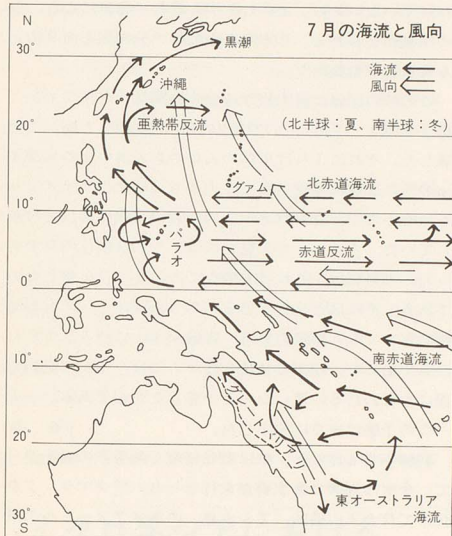 7月の海流と風向
海流
風向
(北半球：夏、南半球：冬)
N
30°
20°
10°
0°
10°
20°
30°
S
黒潮
沖縄
亜熱帯反流
グァム
北赤道海流
パラオ
赤道反流
南赤道海流
グレートバリアリーフ
東オーストラリア
海流